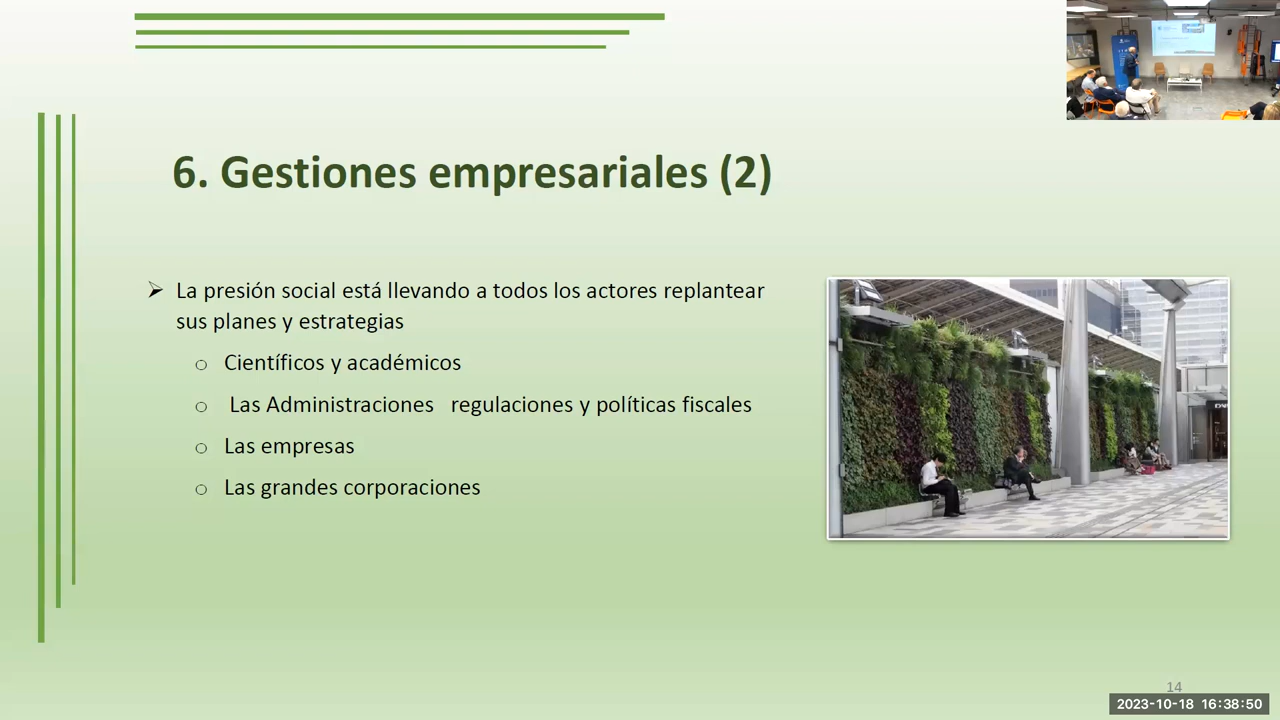 6. Gestiones empresariales (2)
➢ La presión social está llevando a todos los actores replantear
sus planes y estrategias
○ Científicos y académicos
○ Las Administraciones regulaciones y políticas fiscales
○ Las empresas
○ Las grandes corporaciones
14
2023-10-18 16:38:50